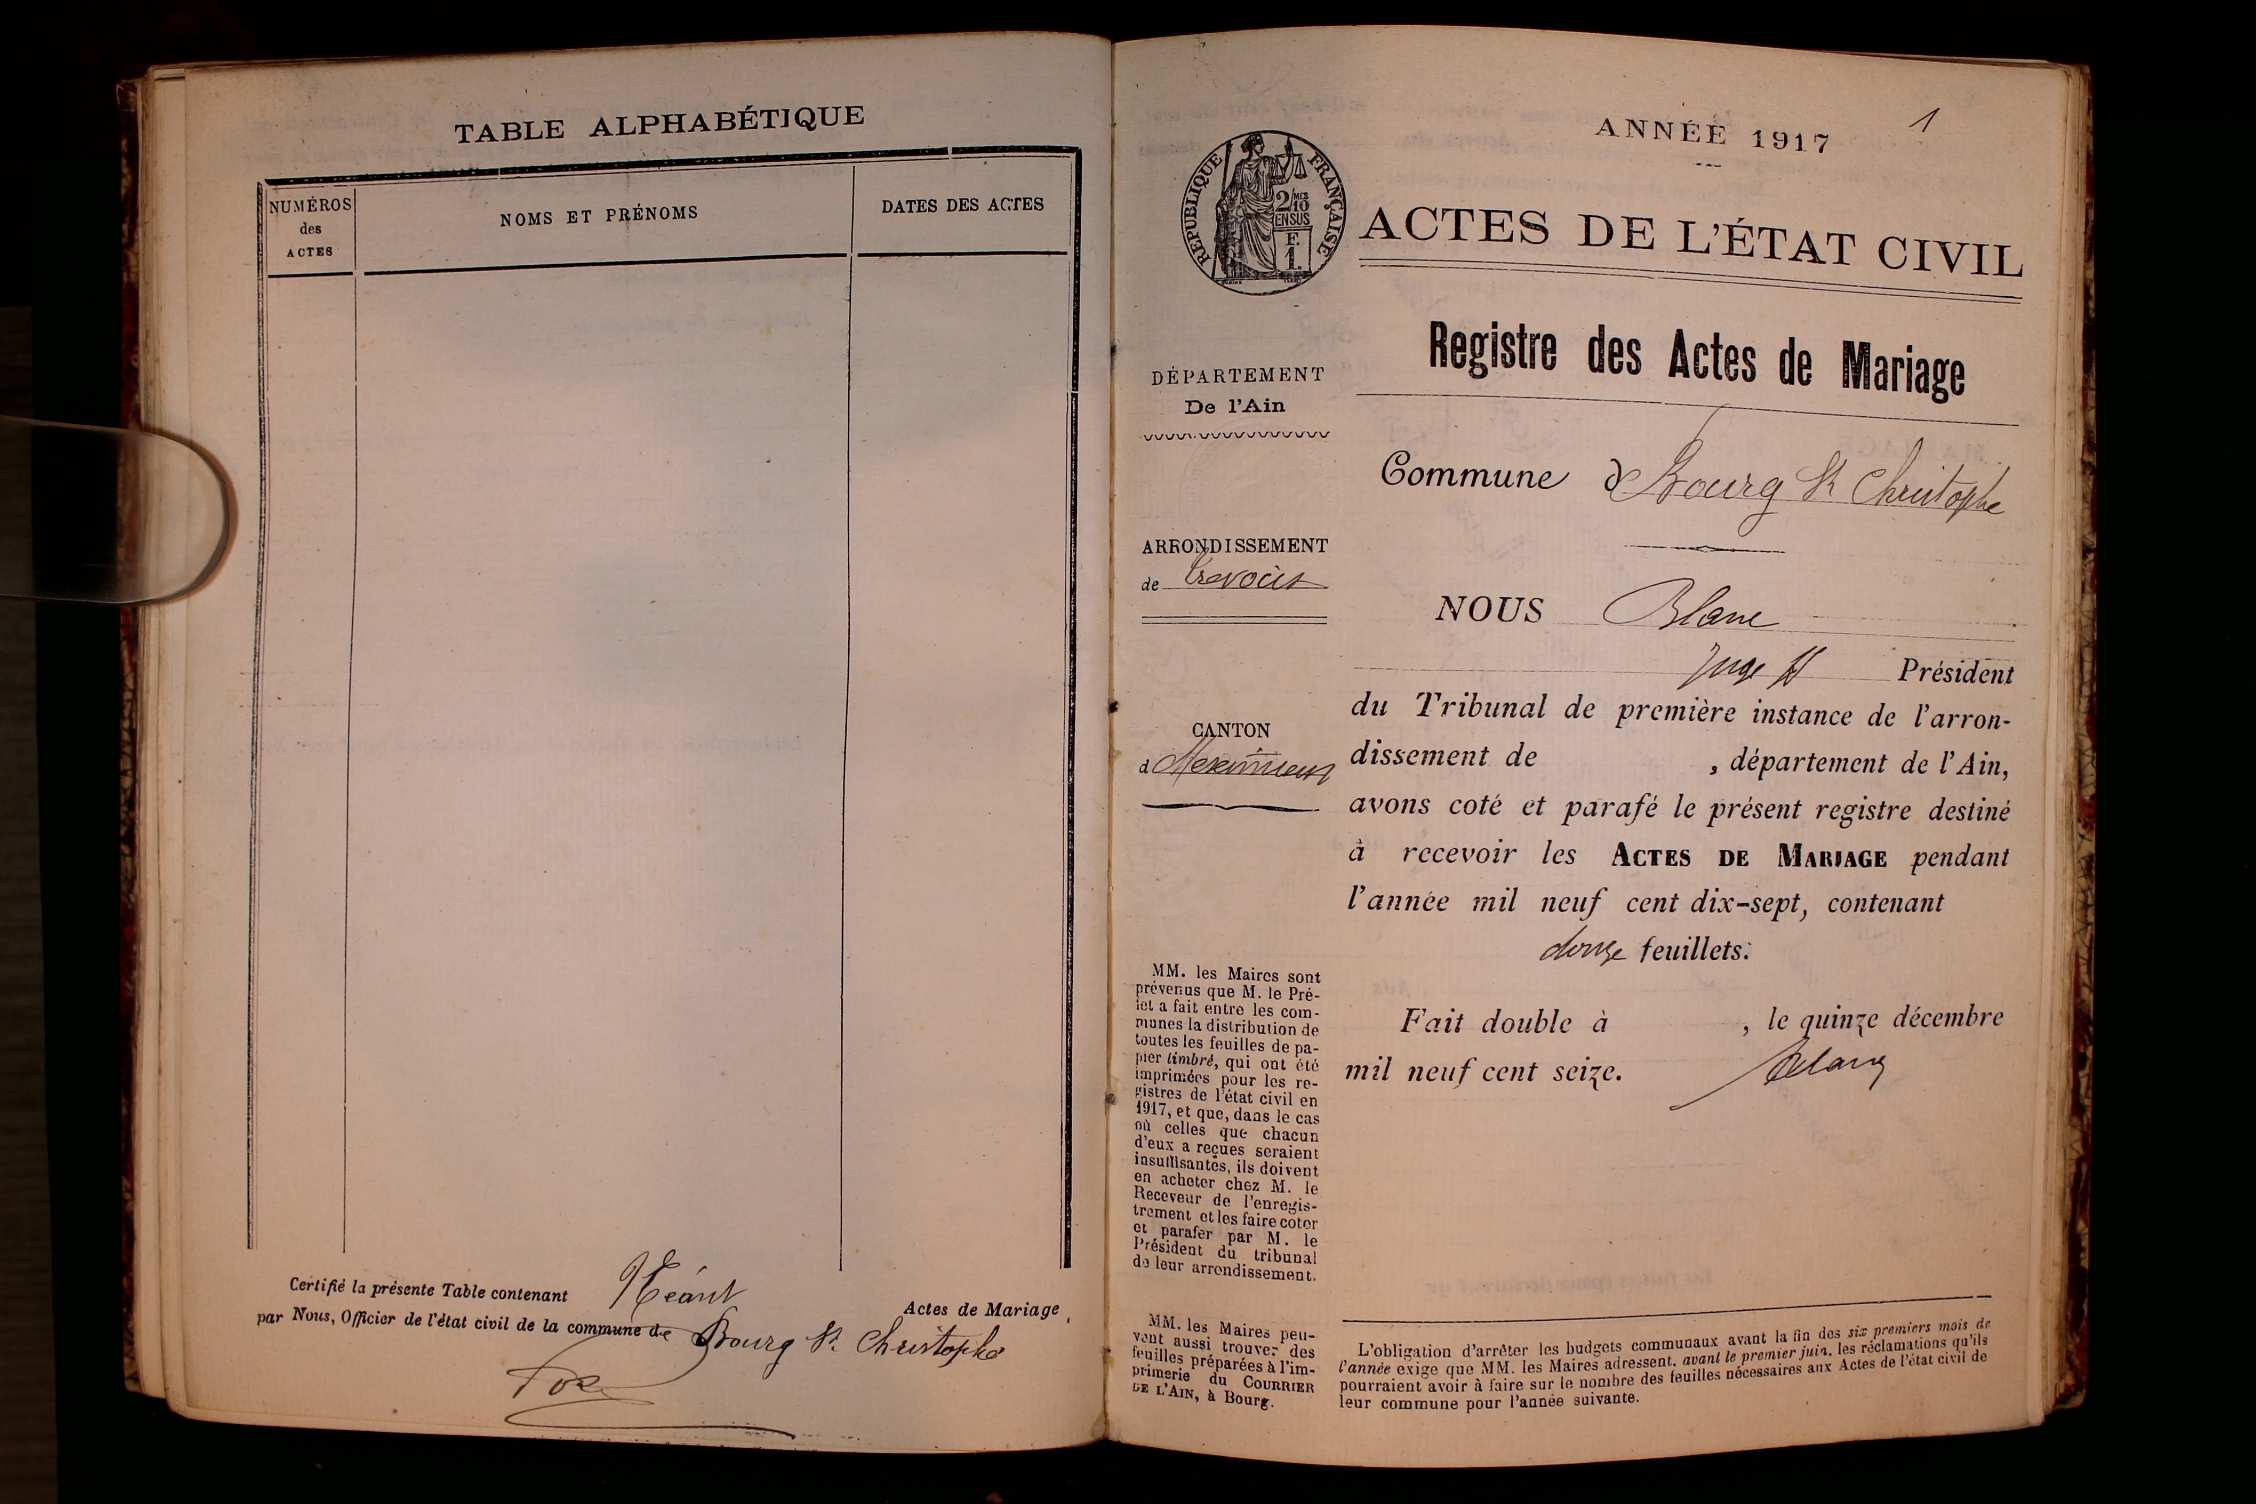 TABLE ALPHABÉTIQUE
NUMÉROS
des
ACTES
NOMS ET PRÉNOMS
DATES DES ACTES
Certifié la présente Table contenant Néant Actes de Mariage,
par Nous, Officier de l'état civil de la commune de Bourg St Christophe
1
ANNÉE 1917
RÉPUBLIQUE FRANÇAISE
2/MES
10
EN SUS
F.
1.
ACTES DE L'ÉTAT CIVIL
Registre des Actes de Mariage
DÉPARTEMENT
De l'Ain
ARRONDISSEMENT
de Trevoux
CANTON
d Meximieux
MM. les Maires sont
prévenus que M. le Pré-
fet a fait entre les com-
munes la distribution de
toutes les feuilles de pa-
pier timbré, qui ont été
imprimées pour les re-
gistres de l'état civil en
1917, et que, dans le cas
où celles que chacun
d'eux a reçues seraient
insuffisantes, ils doivent
en acheter chez M. le
Receveur de l'enregis-
trement et les faire coter
et parafer par M. le
Président du tribunal
de leur arrondissement.
MM. les Maires peu-
vent aussi trouver des
feuilles préparées à l'im-
primerie du COURRIER
DE L'AIN, à Bourg.
Commune de Bourg St Christophe
NOUS Blanc
Juge Président
du Tribunal de première instance de l'arron-
dissement de , département de l'Ain,
avons coté et parafé le présent registre destiné
à recevoir les ACTES DE MARIAGE pendant
l'année mil neuf cent dix-sept, contenant
douze feuillets.
Fait double à , le quinze décembre
mil neuf cent seize. Blanc
L'obligation d'arrêter les budgets communaux avant la fin des six premiers mois de
l'année exige que MM. les Maires adressent, avant le premier juin, les réclamations qu'ils
pourraient avoir à faire sur le nombre des feuilles nécessaires aux Actes de l'état civil de
leur commune pour l'année suivante.